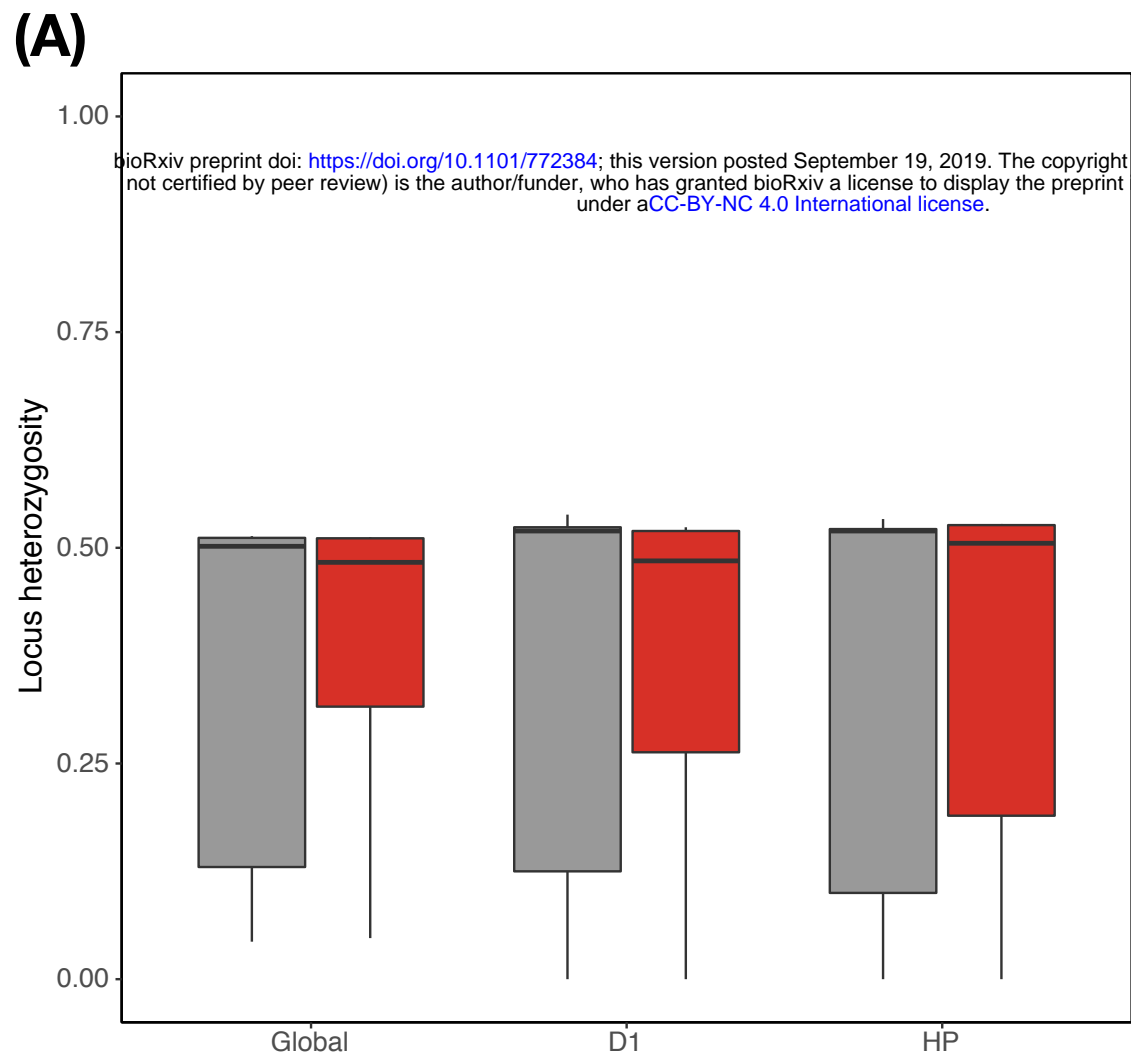 (A)
1.00
bioRxiv preprint doi: https://doi.org/10.1101/772384; this version posted September 19, 2019. The copyright
not certified by peer review) is the author/funder, who has granted bioRxiv a license to display the preprint
under aCC-BY-NC 4.0 International license.
0.75
Locus heterozygosity
0.50
0.25
0.00
Global D1 HP